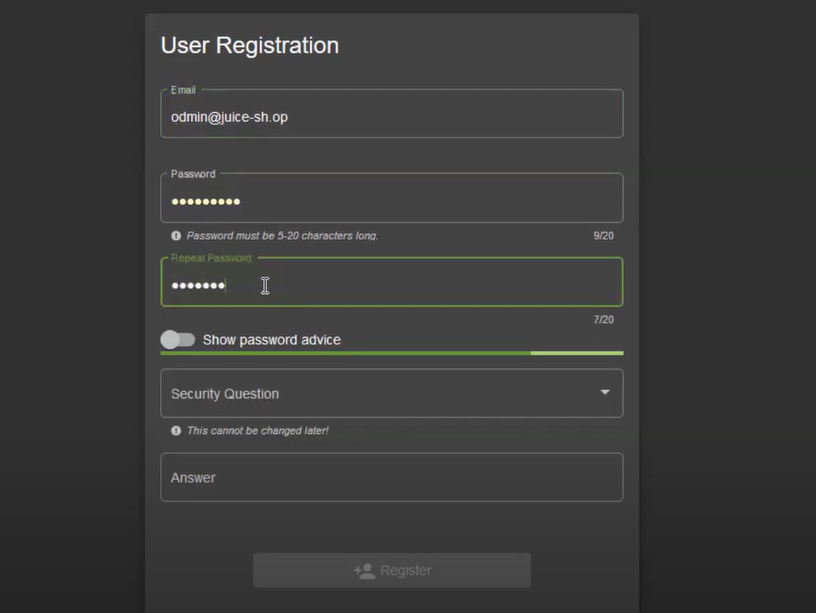 User Registration
Email
odmin@juice-sh.op
Password
•••••••••
Password must be 5-20 characters long. 9/20
Repeat Password
•••••••
7/20
Show password advice
Security Question
This cannot be changed later!
Answer
Register